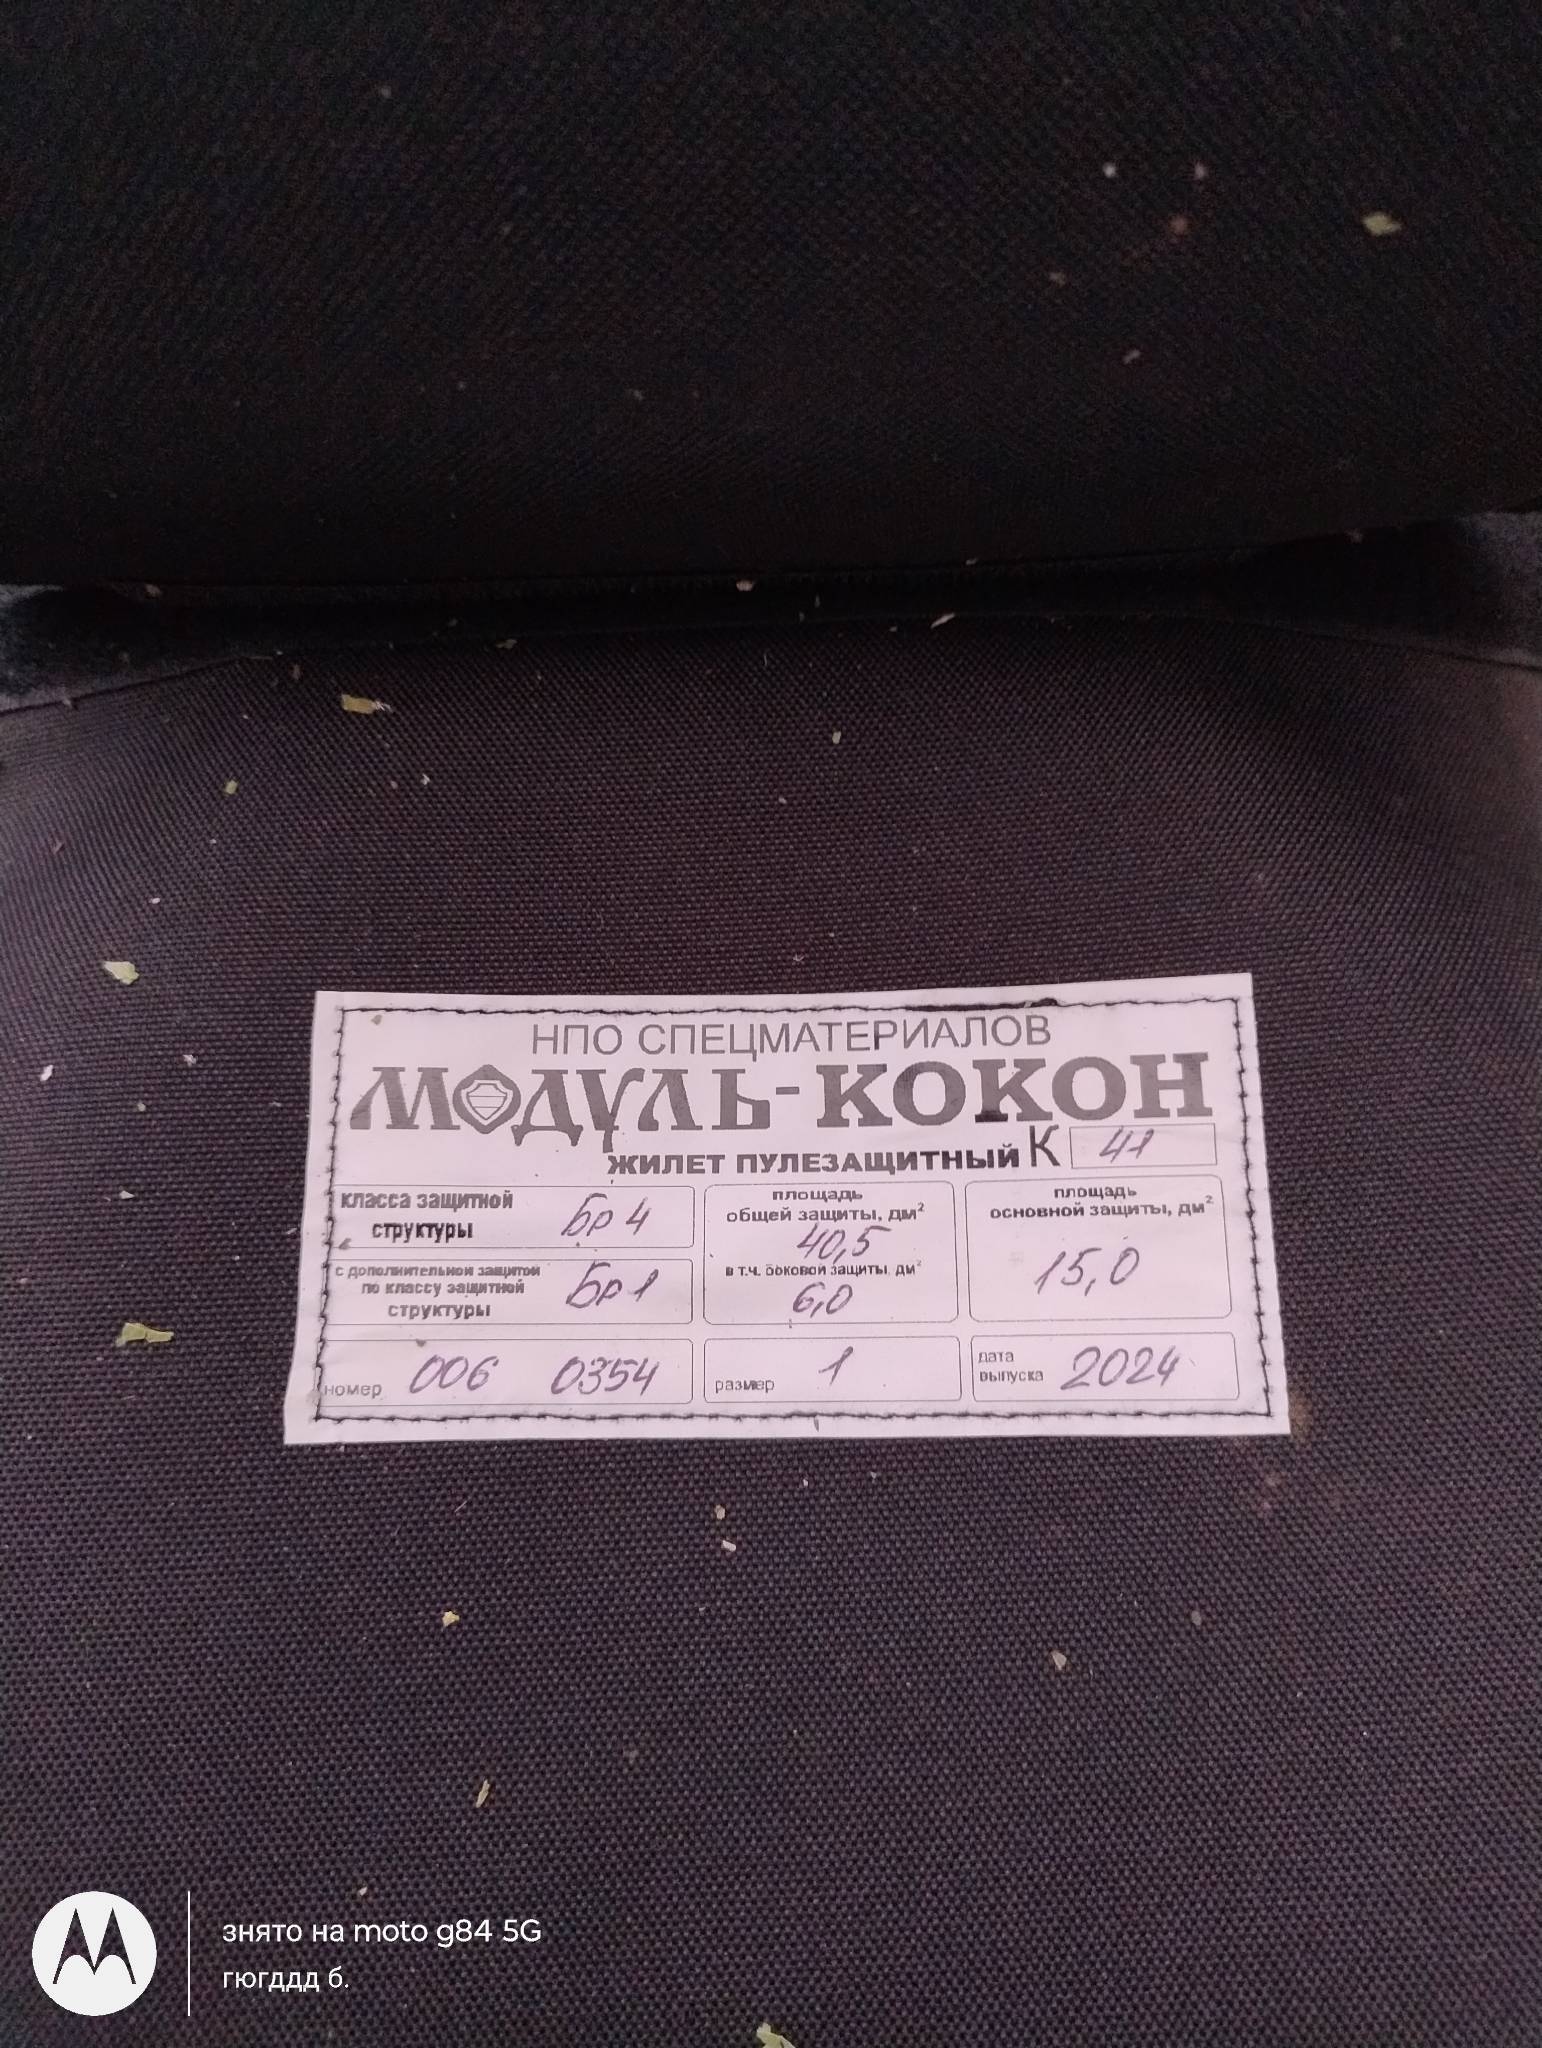 НПО СПЕЦМАТЕРИАЛОВ
МОДУЛЬ-КОКОН
ЖИЛЕТ ПУЛЕЗАЩИТНЫЙ К 41
класса защитной
структуры Бр 4
с дополнительной защитой
по классу защитной
структуры Бр 1
площадь
общей защиты, дм²
40,5
в т.ч. боковой защиты, дм²
6,0
площадь
основной защиты, дм²
15,0
номер 006 0354
размер 1
дата
выпуска 2024
знято на moto g84 5G
гюгддд б.